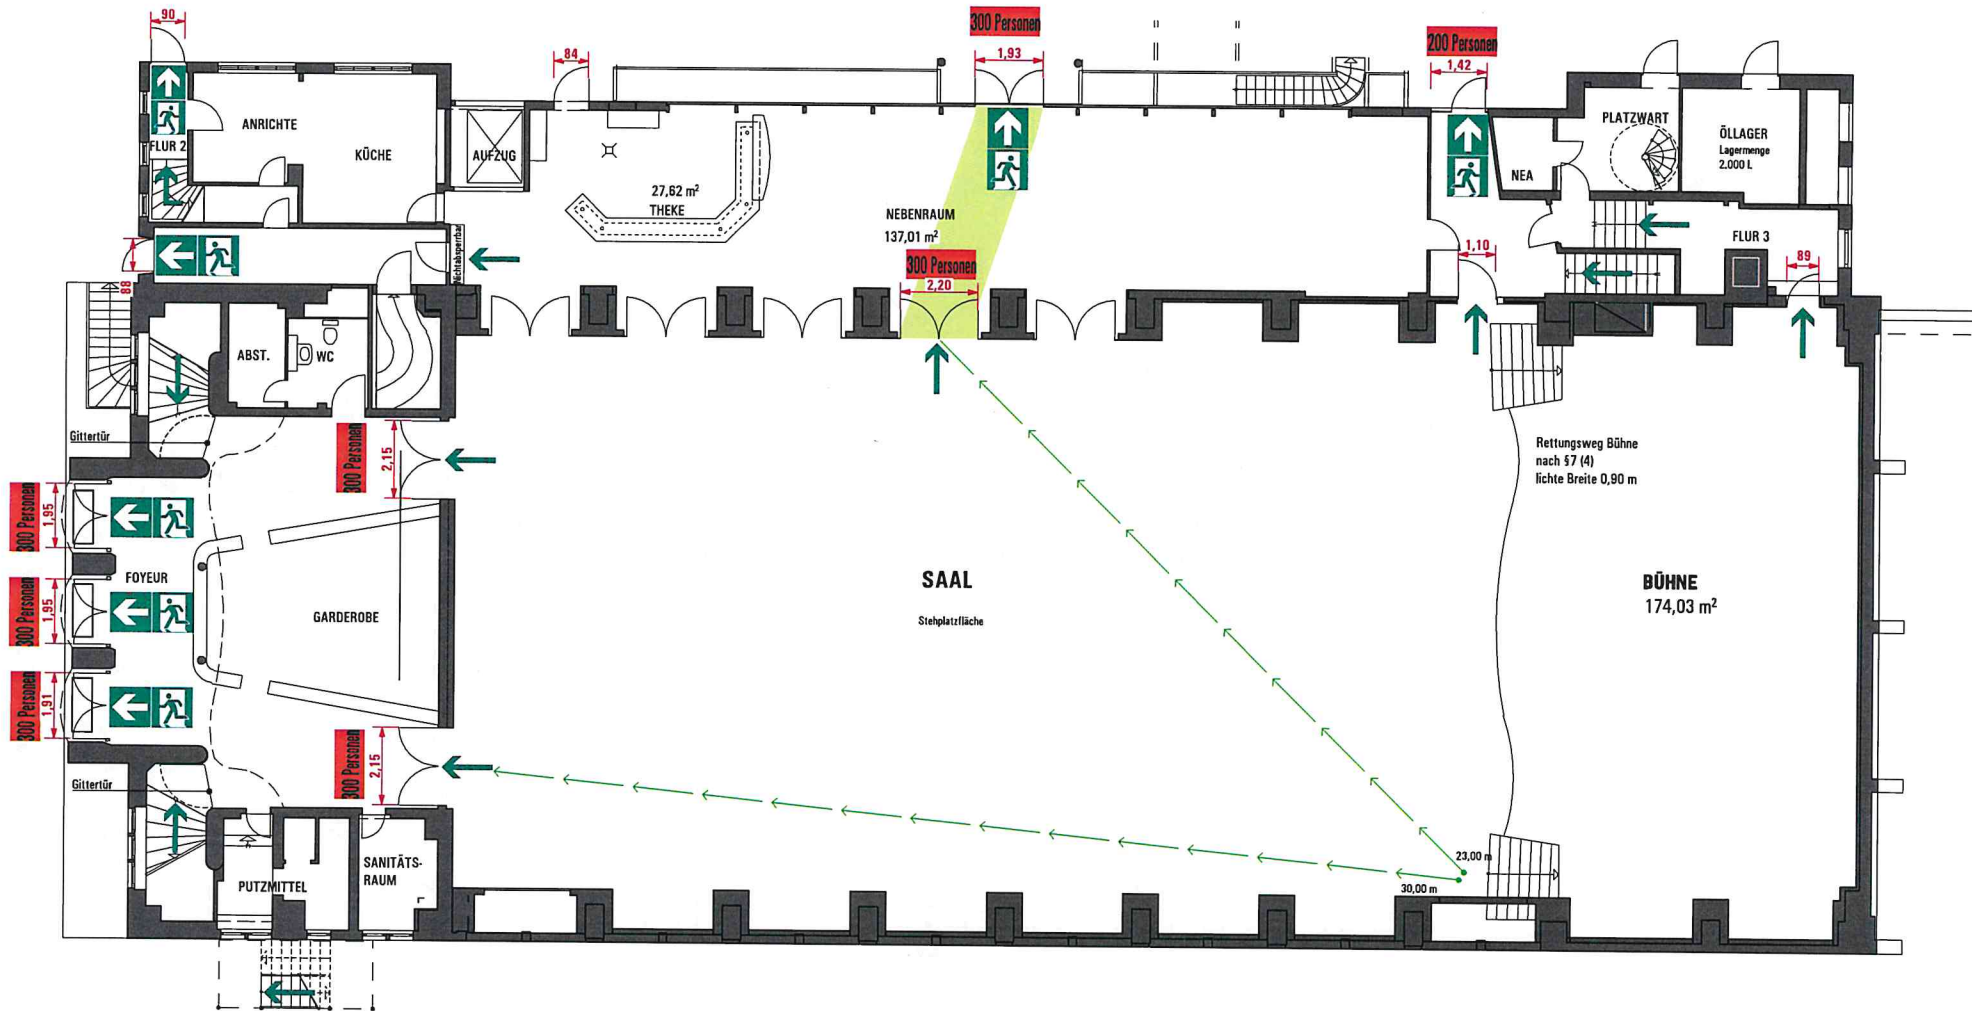 90
300 Personen
1,93
200 Personen
1,42
84
ANRICHTE
FLUR 2
KÜCHE
AUFZUG
27,62 m²
THEKE
NEBENRAUM
137,01 m²
300 Personen
2,20
NEA
PLATZWART
ÖLLAGER
Lagermenge
2.000 L
FLUR 3
1,10
89
88
Nichtabsperrbar
ABST.
WC
Gittertür
300 Personen
2,15
300 Personen
1,95
FOYEUR
300 Personen
1,95
GARDEROBE
300 Personen
1,91
SAAL
Stehplatzfläche
Rettungsweg Bühne
nach §7 (4)
lichte Breite 0,90 m
BÜHNE
174,03 m²
300 Personen
2,15
Gittertür
PUTZMITTEL
SANITÄTS-
RAUM
23,00 m
30,00 m